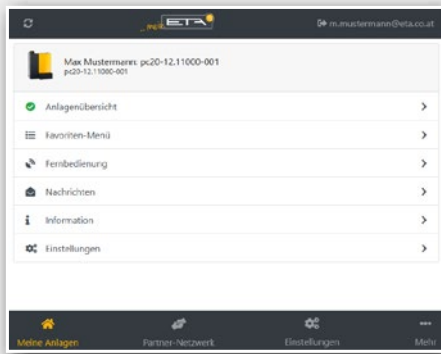 mein ETA
m.mustermann@eta.co.at
Max Mustermann: pc20-12.11000-001
pc20-12.11000-001
Anlagenübersicht
Favoriten-Menü
Fernbedienung
Nachrichten
Information
Einstellungen
Meine Anlagen Partner-Netzwerk Einstellungen Mehr